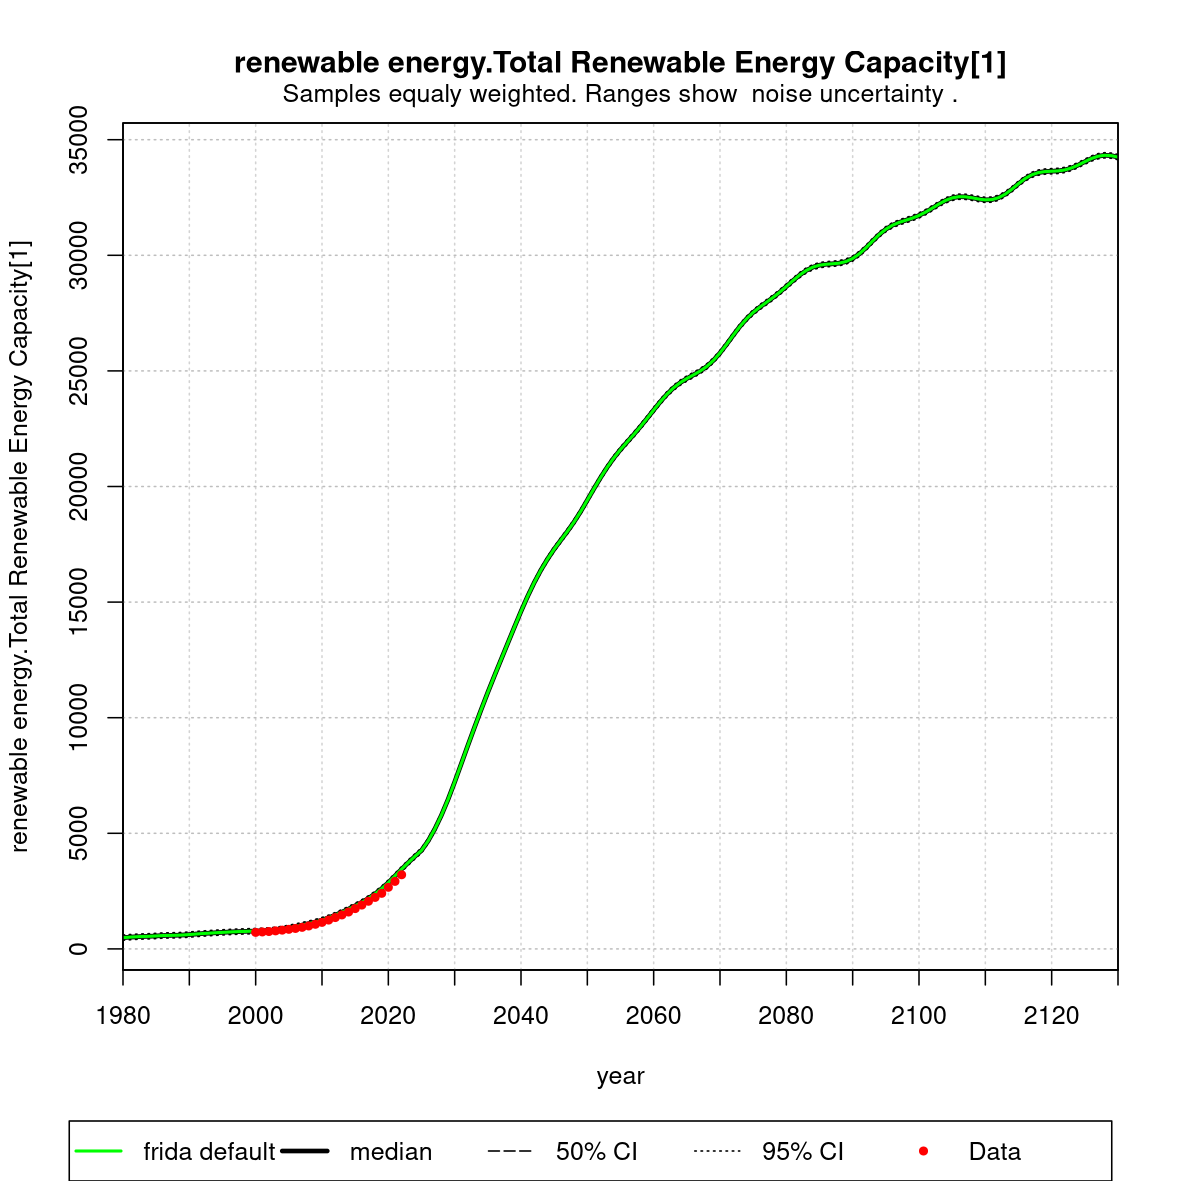 renewable energy.Total Renewable Energy Capacity[1]
Samples equaly weighted. Ranges show  noise uncertainty .
renewable energy.Total Renewable Energy Capacity[1]
35000
30000
25000
20000
15000
10000
5000
0
1980 2000 2020 2040 2060 2080 2100 2120
year
frida default median 50% CI 95% CI Data